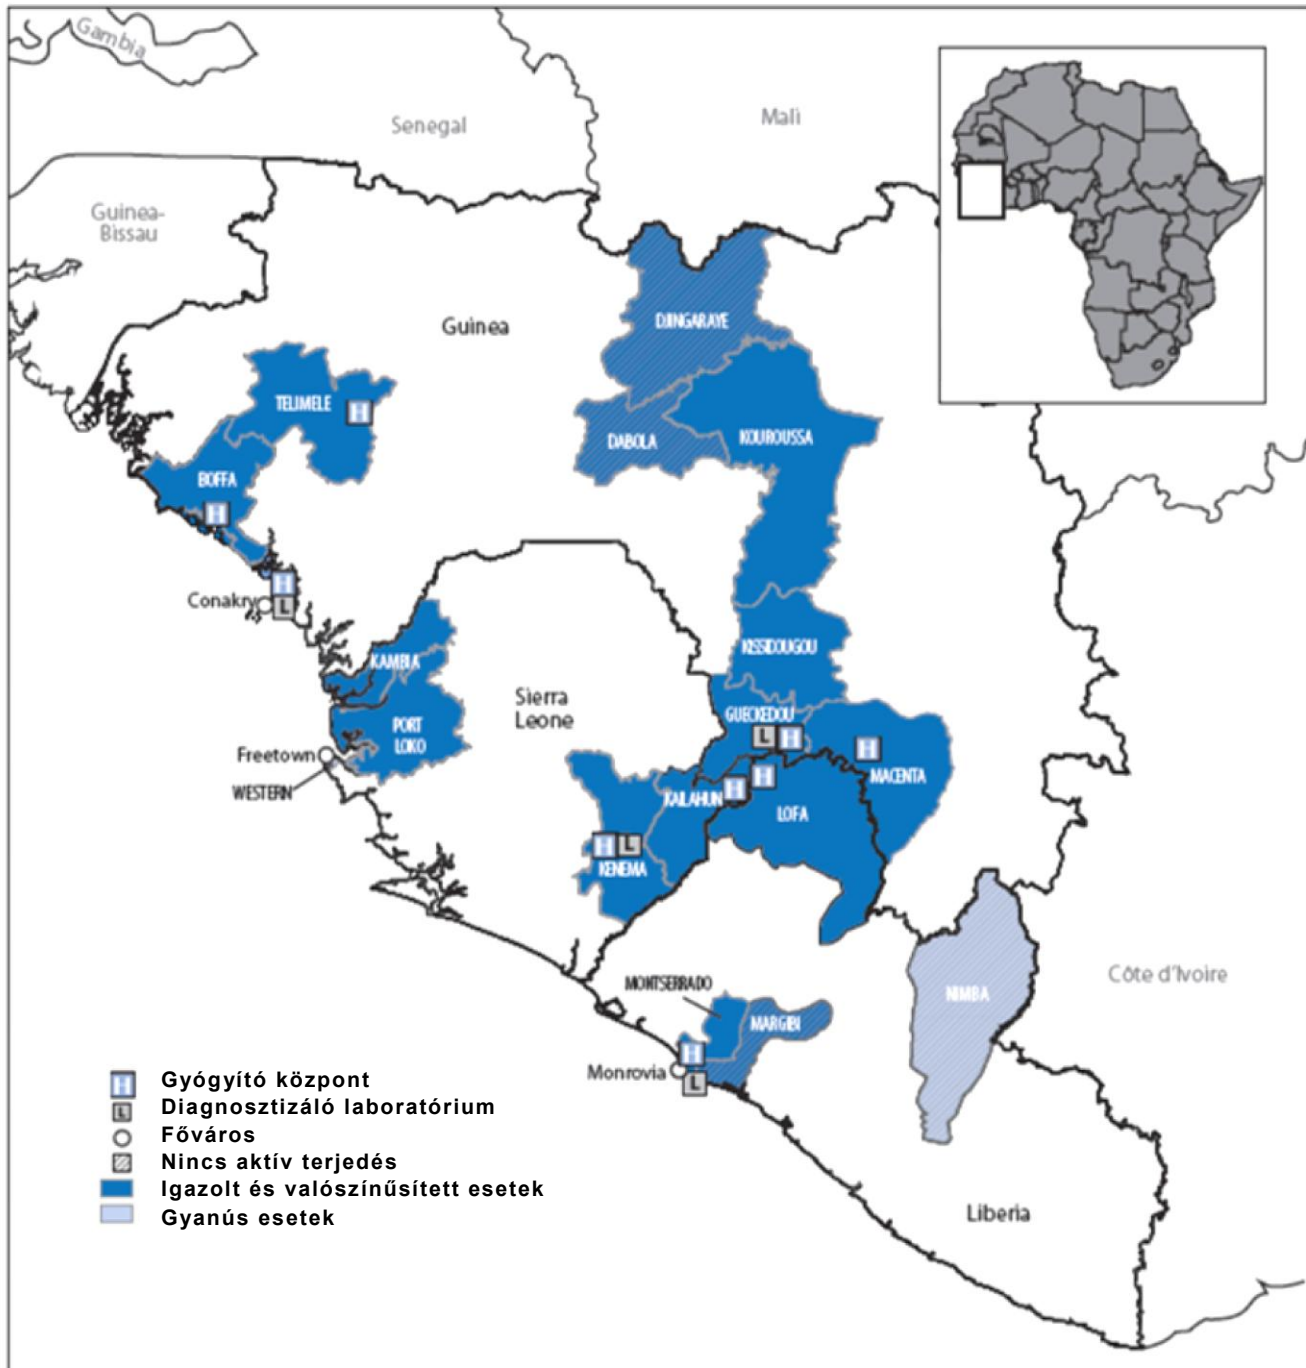 Gambia
Senegal
Mali
Guinea-
Bissau
Guinea
DJINGARAYE
TELIMELE
DABOLA
KOUROUSSA
BOFFA
H
H
H
Conakry
L
KISSIDOUGOU
KAMBIA
Sierra
Leone
GUECKEDOU
PORT
LOKO
L
H
H
MACENTA
Freetown
WESTERN
H
H
KAILAHUN
LOFA
H
L
KENEMA
Côte d'Ivoire
NIMBA
MONTSERRADO
MARGIBI
H
Monrovia
L
Liberia
H Gyógyító központ
L Diagnosztizáló laboratórium
Főváros
Nincs aktív terjedés
Igazolt és valószínűsített esetek
Gyanús esetek